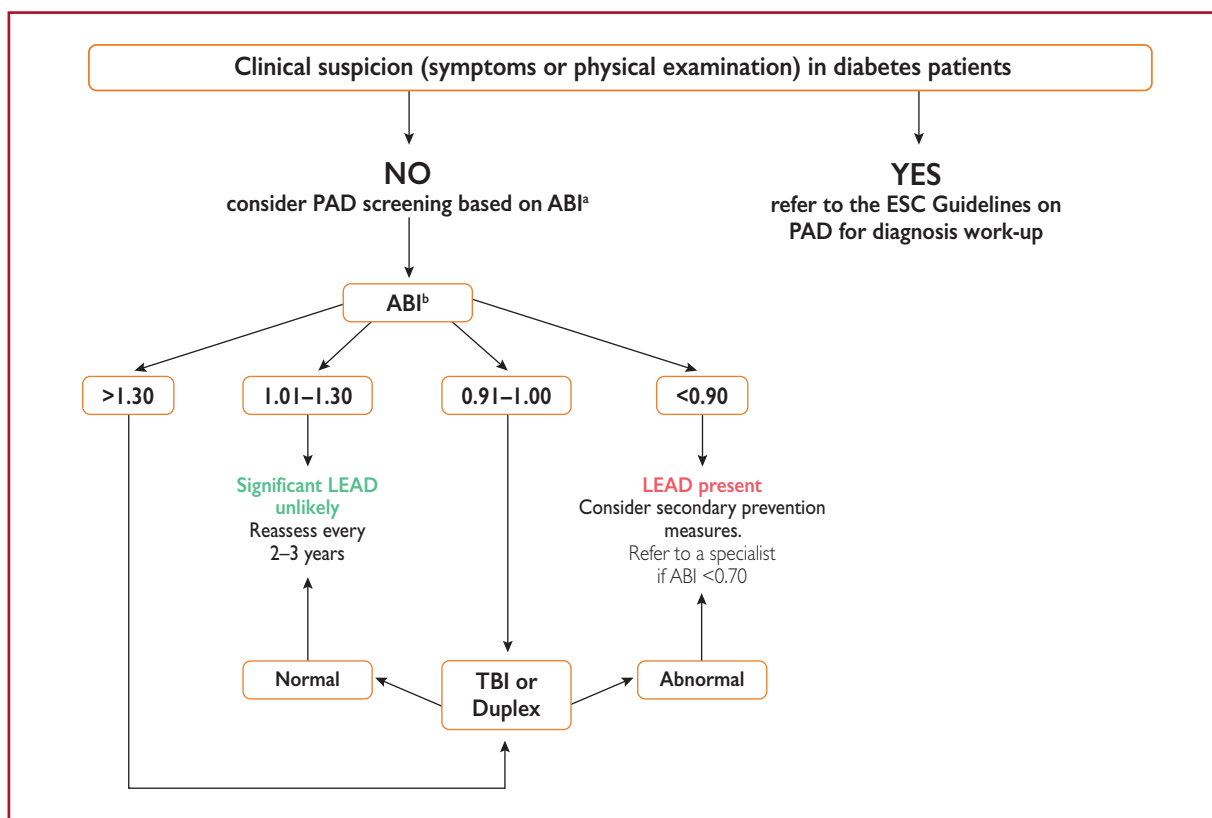 Clinical suspicion (symptoms or physical examination) in diabetes patients
NO
consider PAD screening based on ABIᵃ
YES
refer to the ESC Guidelines on
PAD for diagnosis work-up
ABIᵇ
>1.30
1.01–1.30
0.91–1.00
<0.90
Significant LEAD
unlikely
Reassess every
2–3 years
LEAD present
Consider secondary prevention
measures.
Refer to a specialist
if ABI <0.70
Normal
TBI or
Duplex
Abnormal